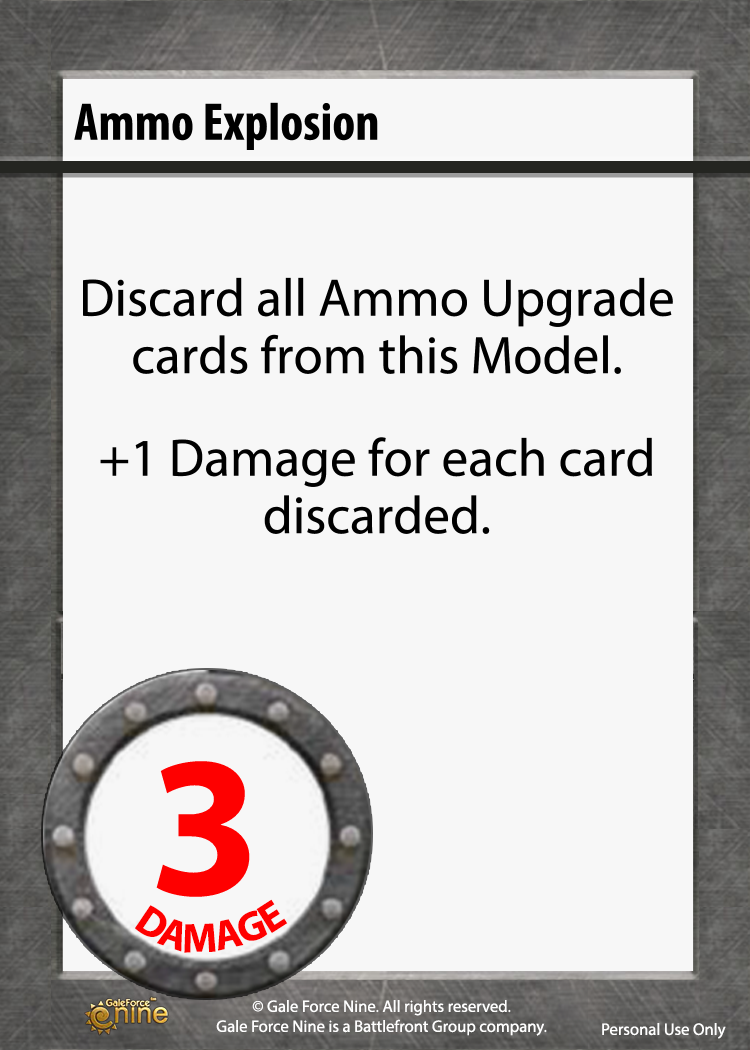 Ammo Explosion
Discard all Ammo Upgrade
cards from this Model.
+1 Damage for each card
discarded.
3
DAMAGE
GaleForce™
nine
© Gale Force Nine. All rights reserved.
Gale Force Nine is a Battlefront Group company.
Personal Use Only